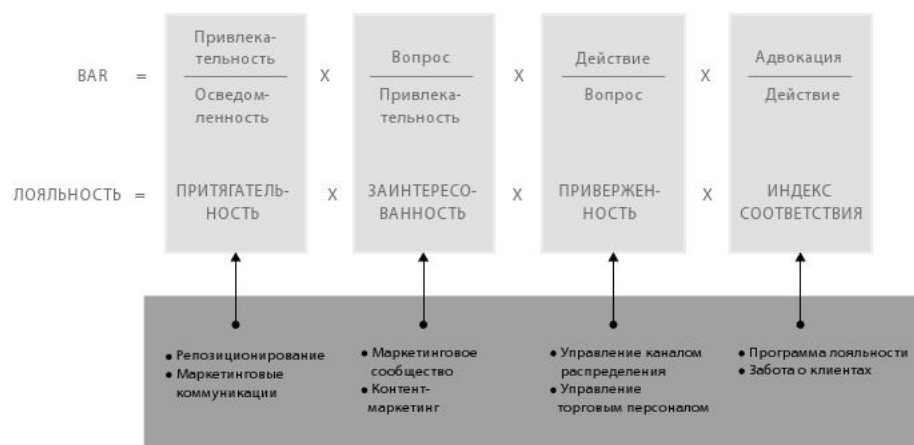 BAR = Привлека-
тельность
Осведом-
ленность
X
Вопрос
Привлека-
тельность
X
Действие
Вопрос
X
Адвокация
Действие
ЛОЯЛЬНОСТЬ = ПРИТЯГАТЕЛЬ-
НОСТЬ
X
ЗАИНТЕРЕСО-
ВАННОСТЬ
X
ПРИВЕРЖЕН-
НОСТЬ
X
ИНДЕКС
СООТВЕТСТВИЯ
● Репозиционирование
● Маркетинговые
коммуникации
● Маркетинговое
сообщество
● Контент-
маркетинг
● Управление каналом
распределения
● Управление
торговым персоналом
● Программа лояльности
● Забота о клиентах